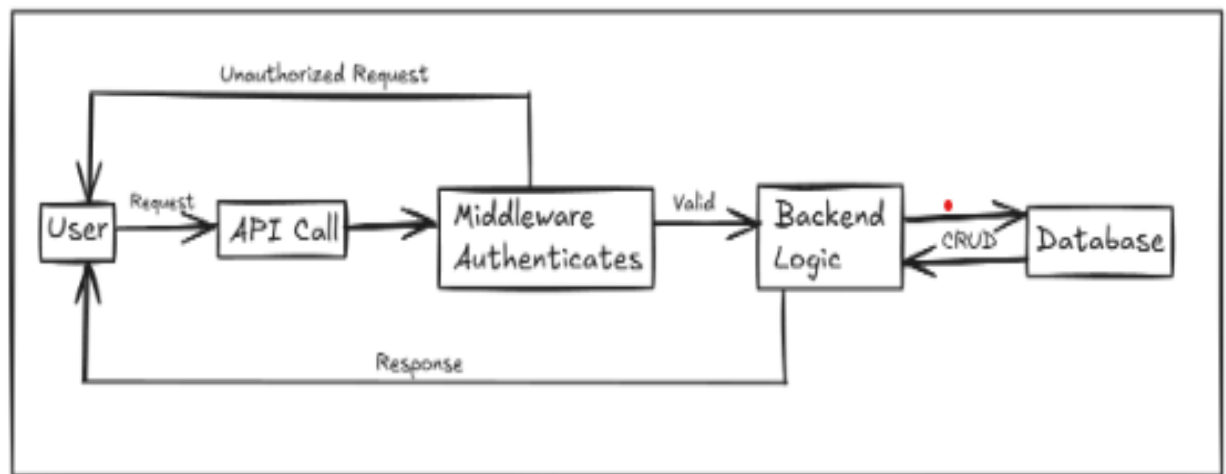 Unauthorized Request
User
Request
API Call
Middleware
Authenticates
Valid
Backend
Logic
CRUD
Database
Response